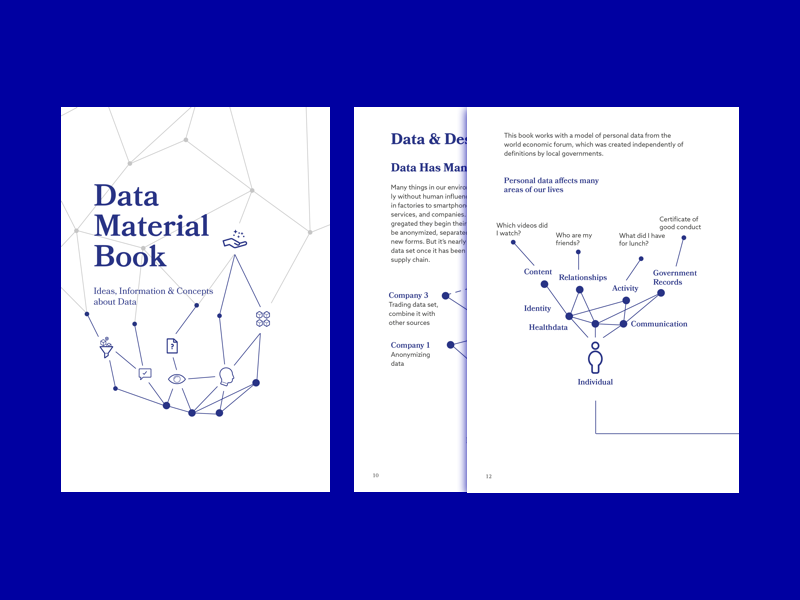 Data
Material
Book
Ideas, Information & Concepts
about Data
?
Data & Des
Data Has Man
Many things in our enviro
ly without human influen
in factories to smartphon
services, and companies.
gregated they begin their
be anonymized, separate
new forms. But it's nearly
data set once it has been
supply chain.
Company 3
Trading data set,
combine it with
other sources
Company 1
Anonymizing
data
10
This book works with a model of personal data from the
world economic forum, which was created independently of
definitions by local governments.
Personal data affects many
areas of our lives
Which videos did
I watch?
Who are my
friends?
What did I have
for lunch?
Certificate of
good conduct
Content
Relationships
Activity
Government
Records
Identity
Healthdata
Communication
Individual
12